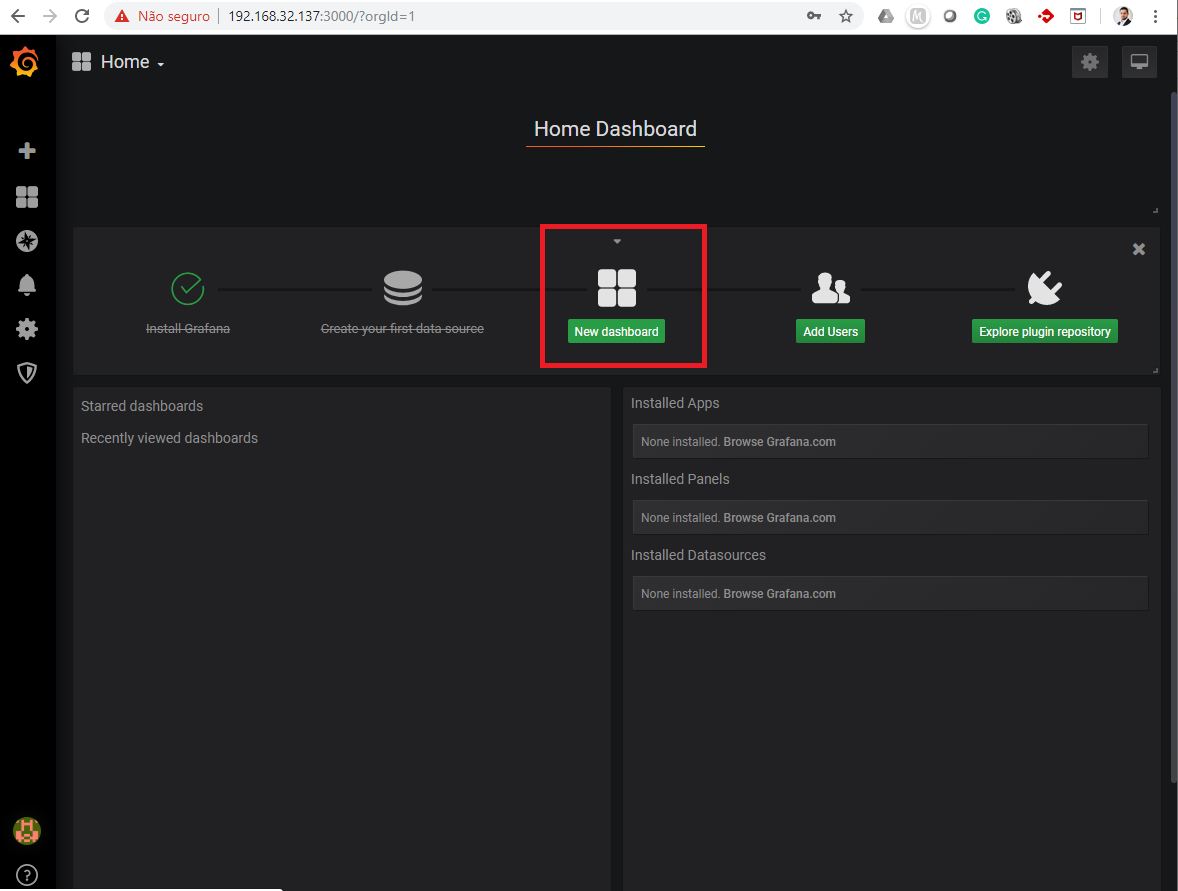 Não seguro 192.168.32.137:3000/?orgId=1
Home
Home Dashboard
Install Grafana
Create your first data source
New dashboard
Add Users
Explore plugin repository
Starred dashboards
Recently viewed dashboards
Installed Apps
None installed. Browse Grafana.com
Installed Panels
None installed. Browse Grafana.com
Installed Datasources
None installed. Browse Grafana.com